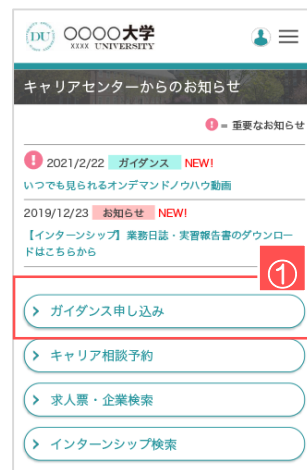 DU
〇〇〇〇大学
XXXX UNIVERSITY
キャリアセンターからのお知らせ
! = 重要なお知らせ
! 2021/2/22 ガイダンス NEW!
いつでも見られるオンデマンドノウハウ動画
2019/12/23 お知らせ NEW!
【インターンシップ】業務日誌・実習報告書のダウンロー
ドはこちらから
①
ガイダンス申し込み
キャリア相談予約
求人票・企業検索
インターンシップ検索